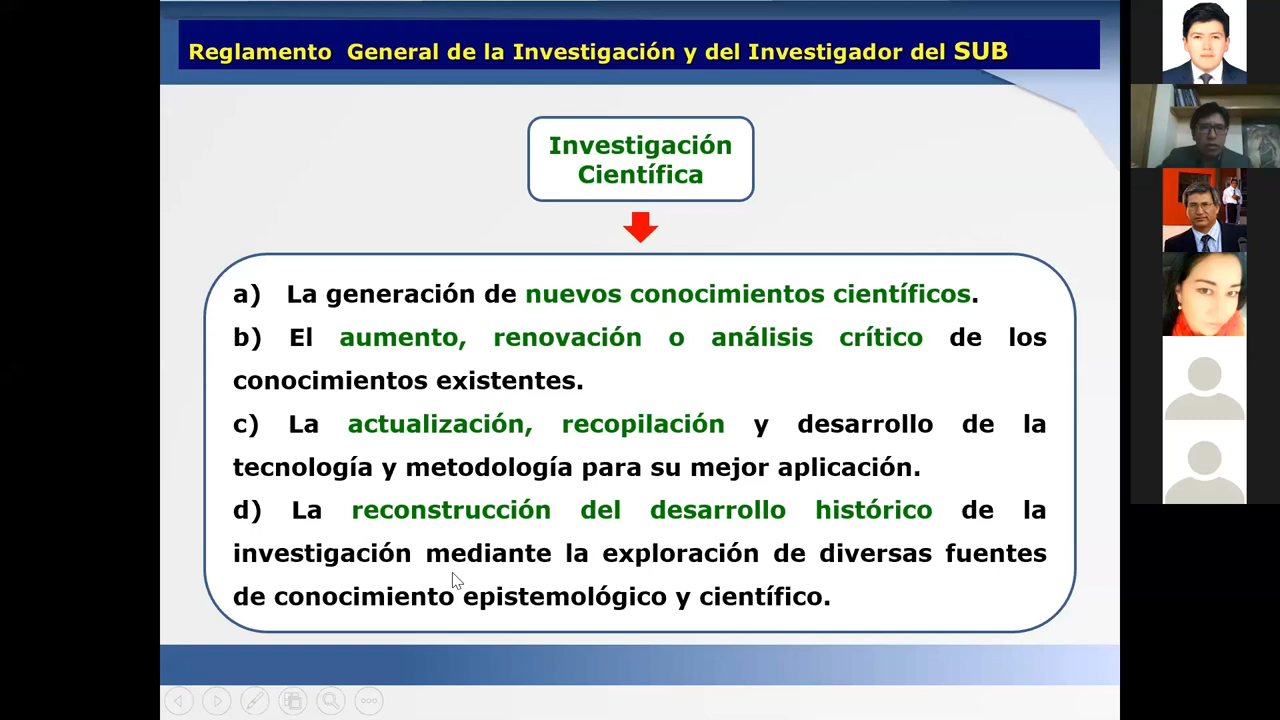 Reglamento General de la Investigación y del Investigador del SUB
Investigación
Científica
a) La generación de nuevos conocimientos científicos.
b) El aumento, renovación o análisis crítico de los
conocimientos existentes.
c) La actualización, recopilación y desarrollo de la
tecnología y metodología para su mejor aplicación.
d) La reconstrucción del desarrollo histórico de la
investigación mediante la exploración de diversas fuentes
de conocimiento epistemológico y científico.